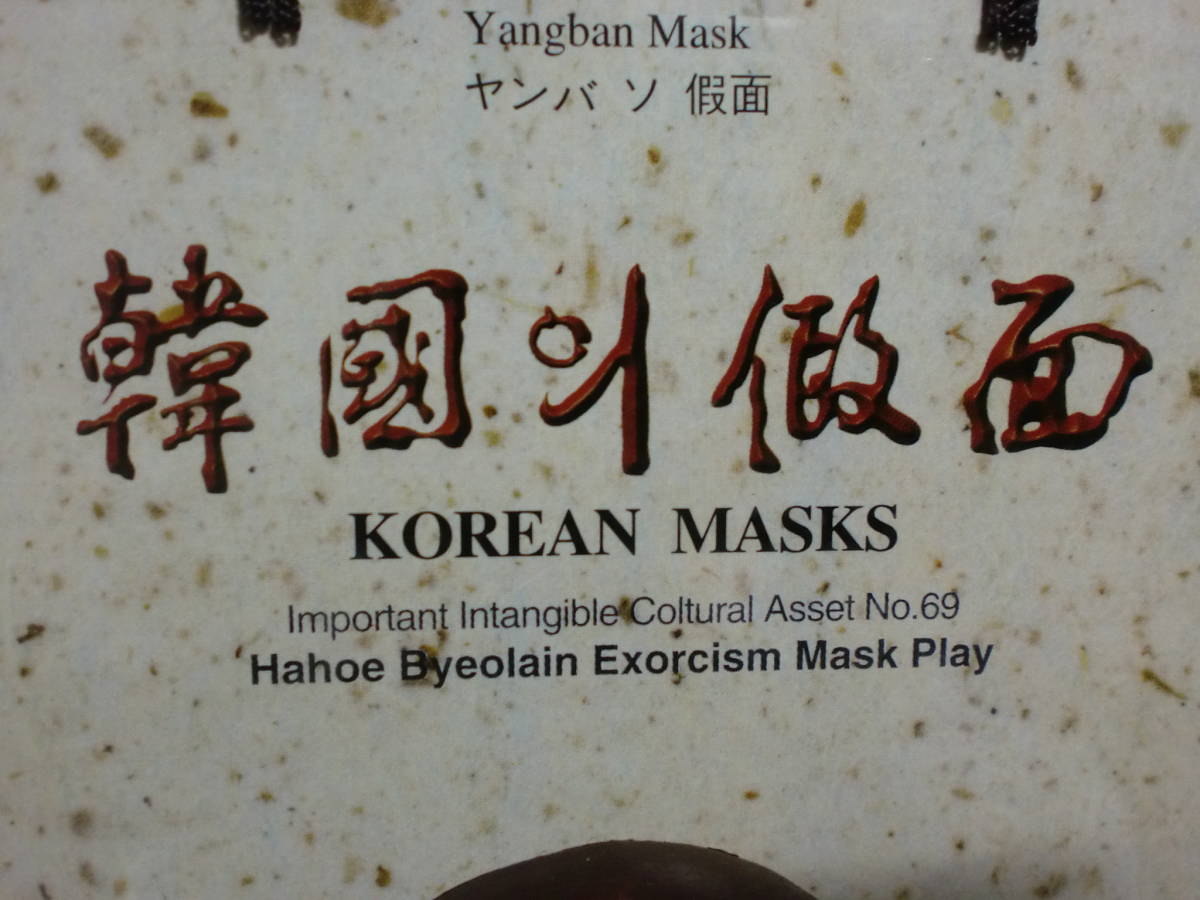 Yangban Mask
ヤンバ ソ 假面
韓國의假面
KOREAN MASKS
Important Intangible Coltural Asset No.69
Hahoe Byeolain Exorcism Mask Play